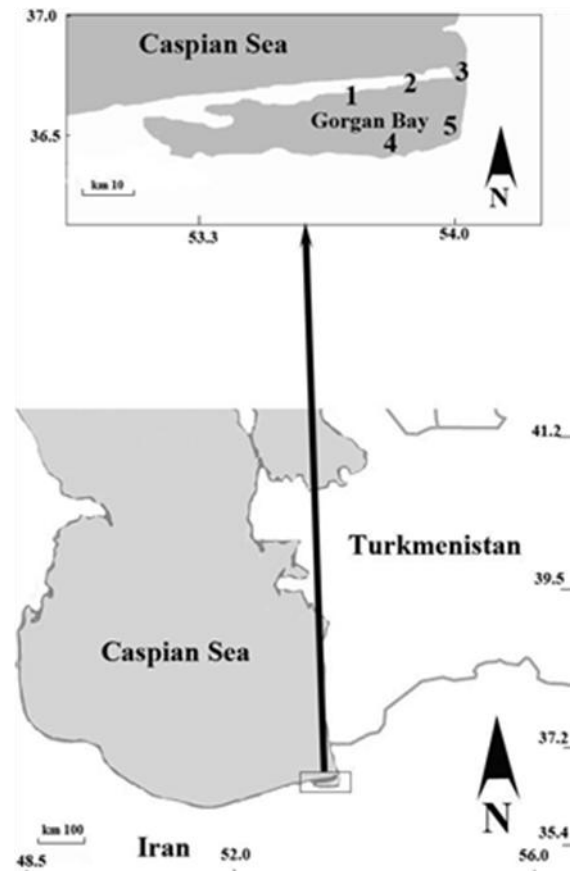 37.0
Caspian Sea
3
2
1
Gorgan Bay
5
36.5
4
km 10
N
53.3
54.0
41.2
Turkmenistan
39.5
Caspian Sea
37.2
N
km 100
35.4
Iran
48.5
52.0
56.0